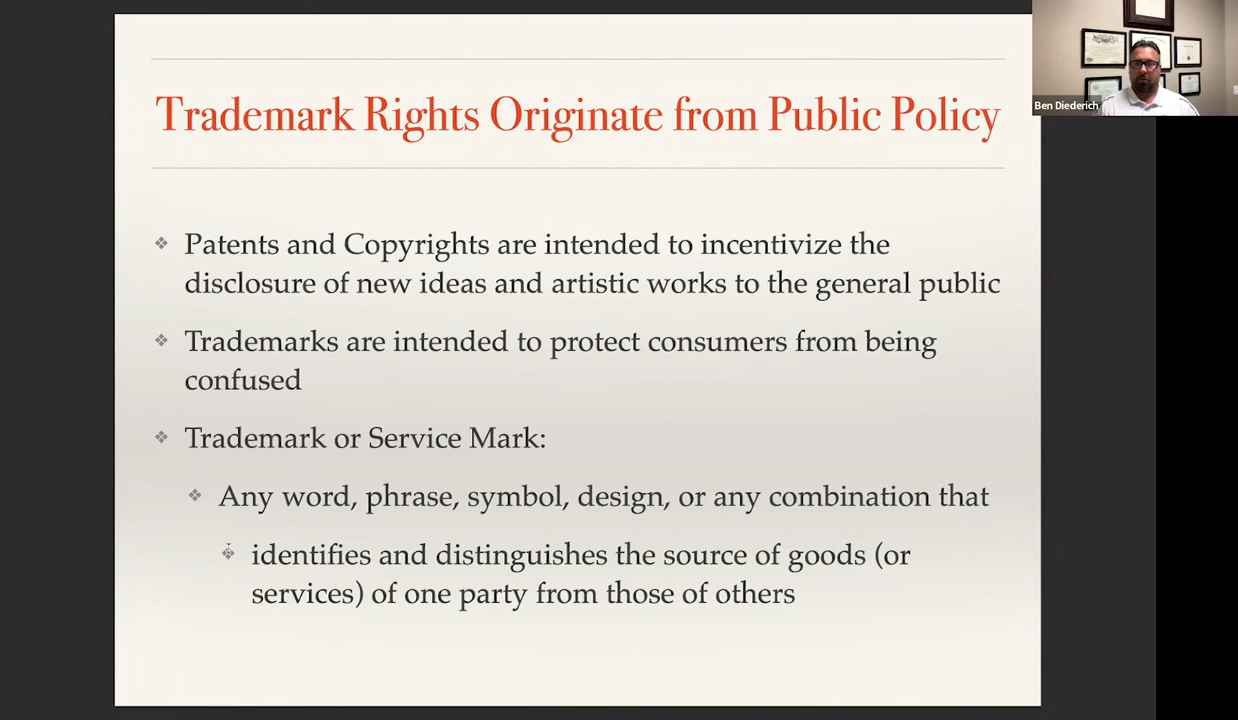 Trademark Rights Originate from Public Policy
Ben Diederich
❖ Patents and Copyrights are intended to incentivize the
disclosure of new ideas and artistic works to the general public
❖ Trademarks are intended to protect consumers from being
confused
❖ Trademark or Service Mark:
❖ Any word, phrase, symbol, design, or any combination that
❖ identifies and distinguishes the source of goods (or
services) of one party from those of others